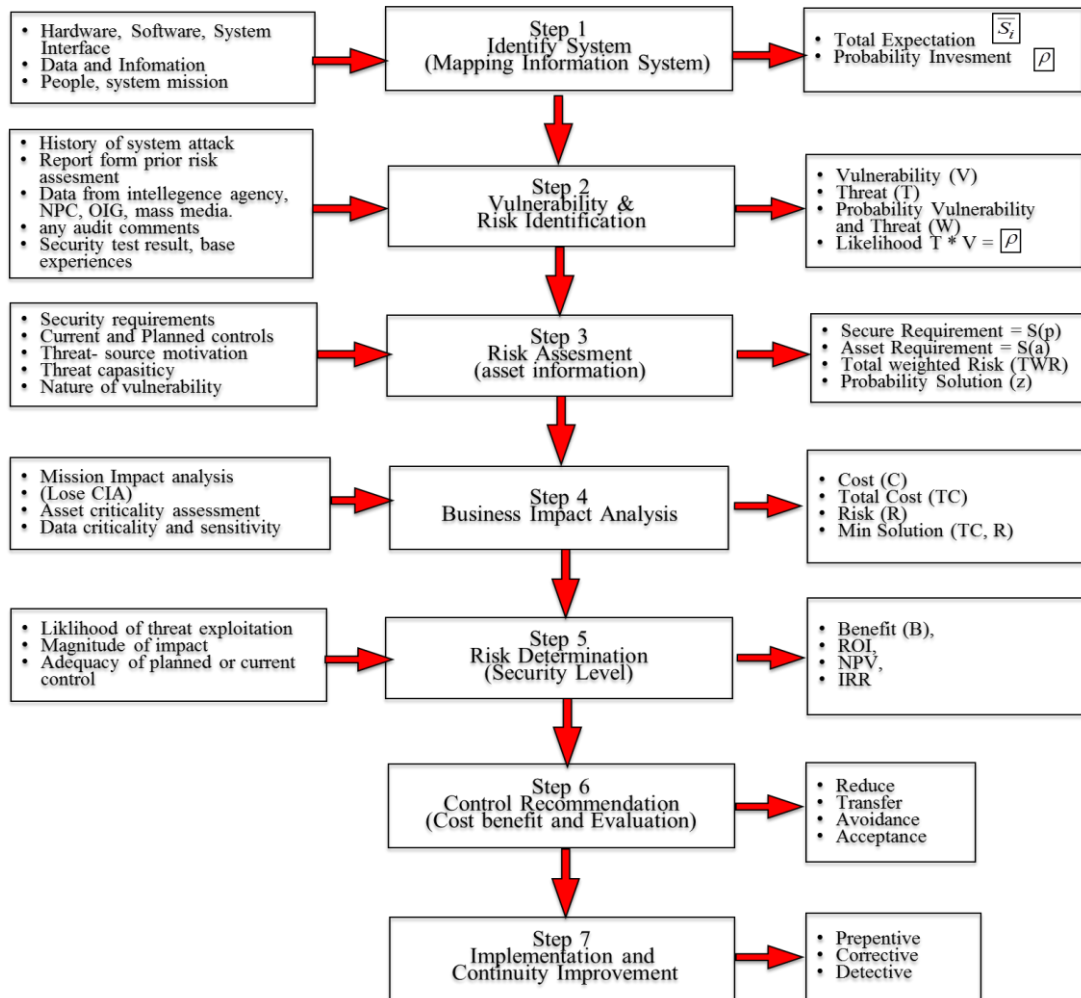 • Hardware, Software, System
Interface
• Data and Infomation
• People, system mission
Step 1
Identify System
(Mapping Information System)
• Total Expectation S̅i
• Probability Invesment ρ
• History of system attack
• Report form prior risk
assesment
• Data from intellegence agency,
NPC, OIG, mass media.
• any audit comments
• Security test result, base
experiences
Step 2
Vulnerability &
Risk Identification
• Vulnerability (V)
• Threat (T)
• Probability Vulnerability
and Threat (W)
• Likelihood T * V = ρ
• Security requirements
• Current and Planned controls
• Threat- source motivation
• Threat capasiticy
• Nature of vulnerability
Step 3
Risk Assesment
(asset information)
• Secure Requirement = S(p)
• Asset Requirement = S(a)
• Total weighted Risk (TWR)
• Probability Solution (z)
• Mission Impact analysis
• (Lose CIA)
• Asset criticality assessment
• Data criticality and sensitivity
Step 4
Business Impact Analysis
• Cost (C)
• Total Cost (TC)
• Risk (R)
• Min Solution (TC, R)
• Liklihood of threat exploitation
• Magnitude of impact
• Adequacy of planned or current
control
Step 5
Risk Determination
(Security Level)
• Benefit (B),
• ROI,
• NPV,
• IRR
Step 6
Control Recommendation
(Cost benefit and Evaluation)
• Reduce
• Transfer
• Avoidance
• Acceptance
Step 7
Implementation and
Continuity Improvement
• Prepentive
• Corrective
• Detective